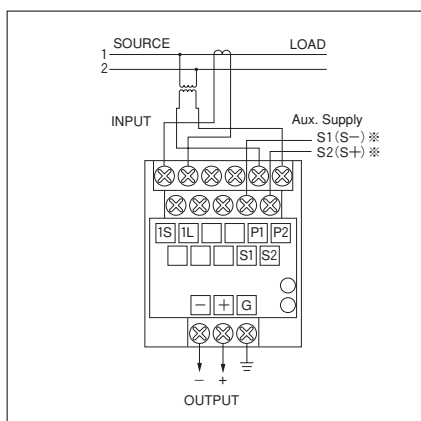 SOURCE LOAD
1
2
INPUT
Aux. Supply
S1(S−)※
S2(S+)※
1S 1L P1 P2
S1 S2
− + G
− +
OUTPUT